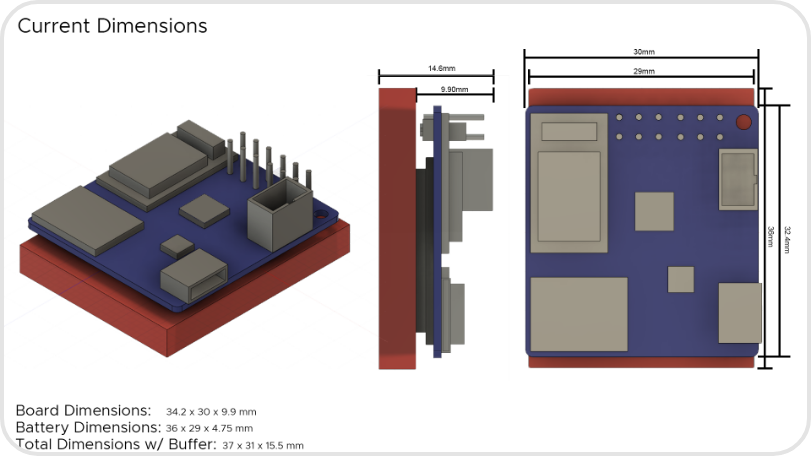 Current Dimensions
30mm
14.6mm
29mm
9.90mm
36mm
32.4mm
Board Dimensions: 34.2 x 30 x 9.9 mm
Battery Dimensions: 36 x 29 x 4.75 mm
Total Dimensions w/ Buffer: 37 x 31 x 15.5 mm